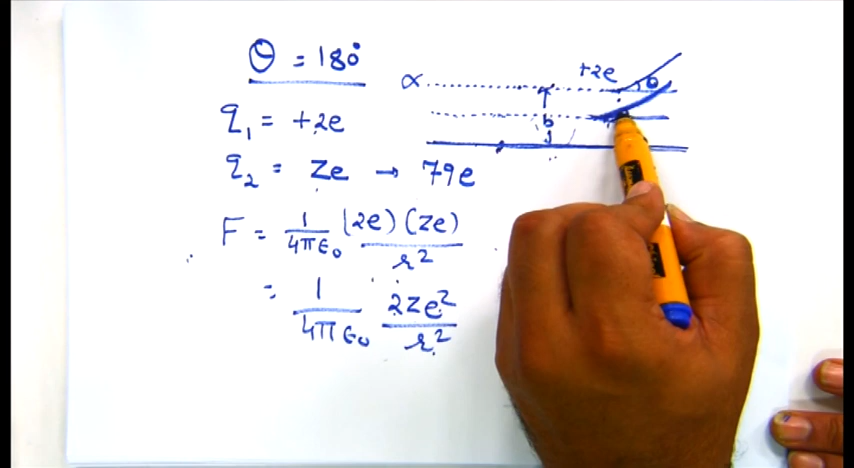 θ = 180°
q₁ = +2e
q₂ = Ze → 79e
F = 1/4πε₀ (2e)(Ze)/r²
= 1/4πε₀ 2Ze²/r²
α +2e θ
b